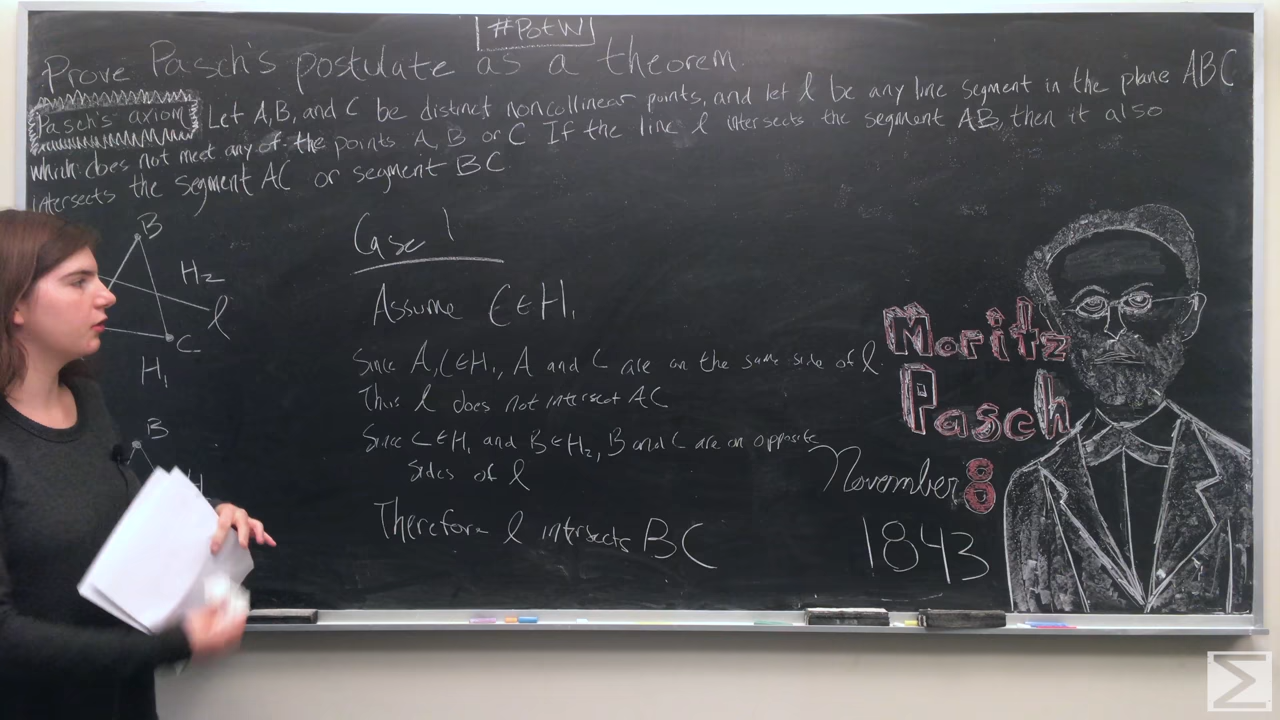 #PotW
Prove Pasch's postulate as a theorem.
Pasch's axiom Let A,B, and C be distinct noncollinear points, and let l be any line segment in the plane ABC
which does not meet any of the points A, B or C If the line l intersects the segment AB, then it also
intersects the segment AC or segment BC
B
H2
l
C
H1
B
H
Case 1
Assume C∈H1
Since A,C∈H1, A and C are on the same side of l.
Thus l does not intersect AC
Since C∈H1 and B∈H2, B and C are on opposite
sides of l
Therefore l intersects BC
Moritz
Pasch
November 8
1843
Σ